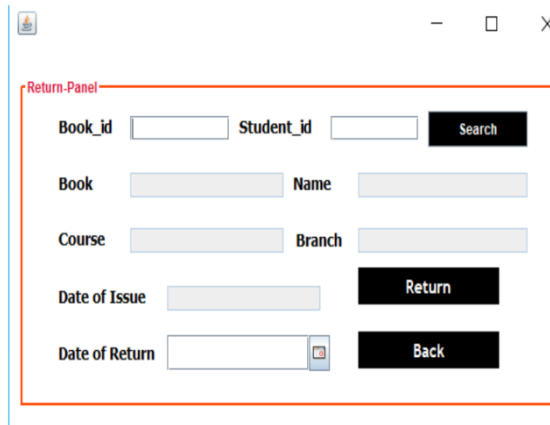 Return-Panel
Book_id Student_id Search
Book Name
Course Branch
Date of Issue Return
Date of Return Back